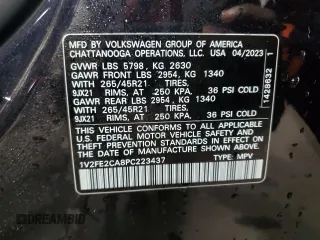 MFD BY VOLKSWAGEN GROUP OF AMERICA
CHATTANOOGA OPERATIONS, LLC. USA 04/2023
GVWR LBS 5798, KG 2630
GAWR FRONT LBS 2954, KG 1340
WITH 265/45R21
9JX21 RIMS, AT 250 KPA, 36 PSI COLD
GAWR REAR LBS 2954, KG 1340
WITH 265/45R21
9JX21 RIMS, AT 250 KPA, 36 PSI COLD
THIS VEHICLE CONFORMS TO ALL APPLICABLE
U.S. FEDERAL MOTOR VEHICLE SAFETY, BUMPER AND
THEFT PREVENTION STANDARDS IN EFFECT ON THE DATE OF
MANUFACTURE SHOWN ABOVE.
1V2FE2CA8PC223437 TYPE: MPV
1428632
DREAMBID